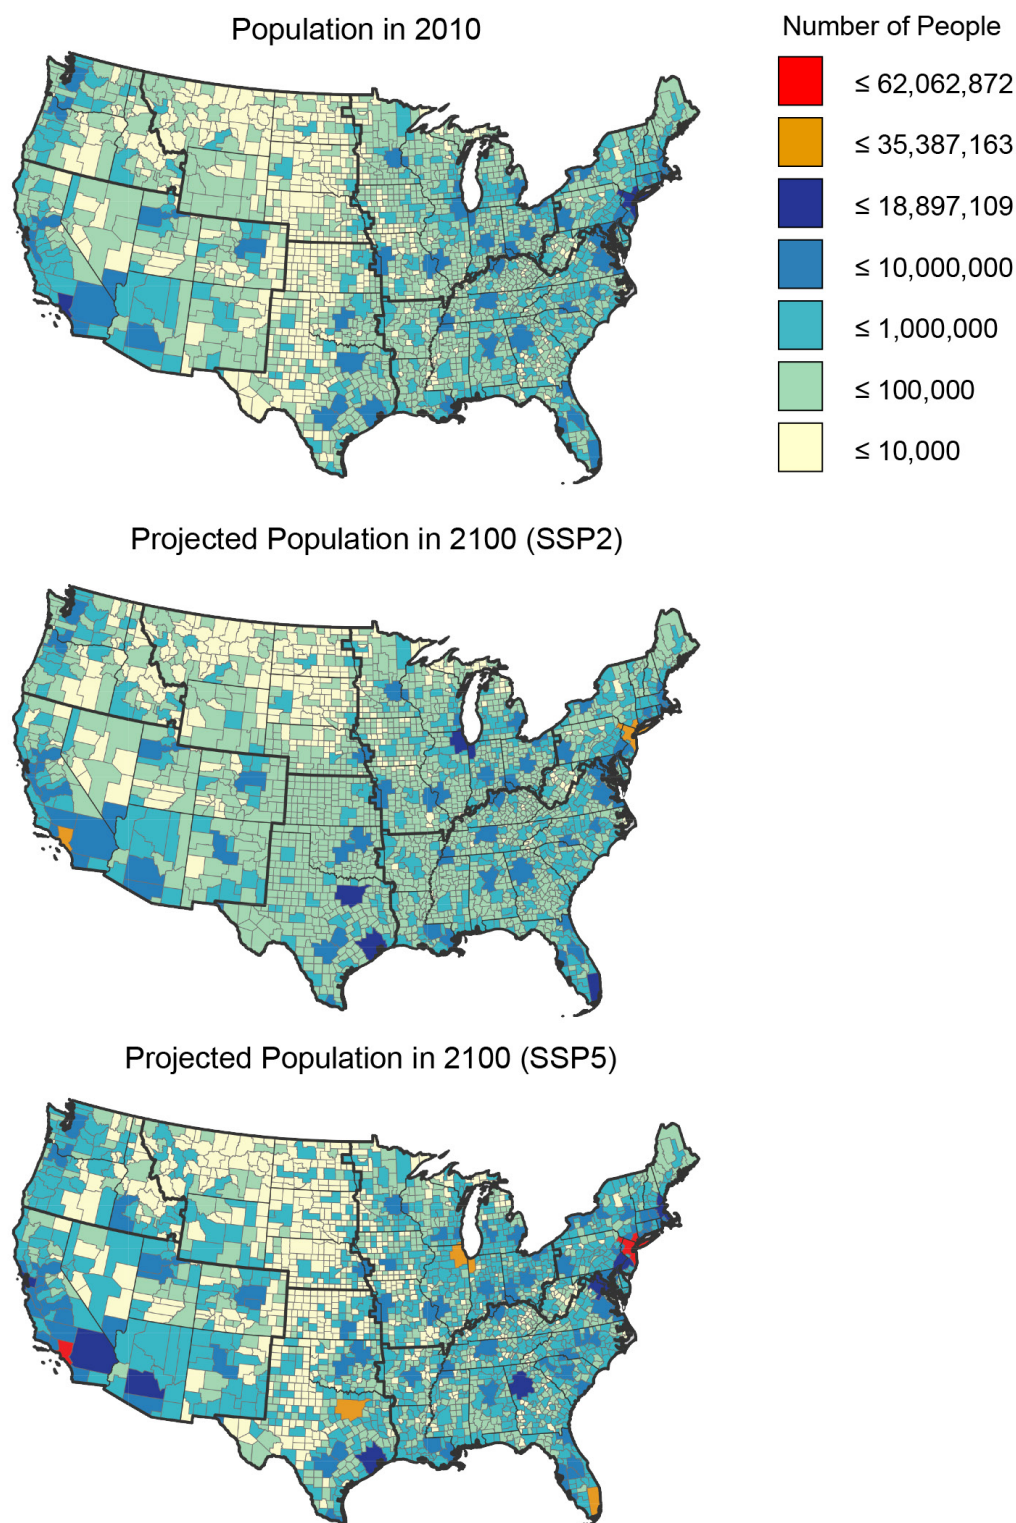 Population in 2010
Number of People
≤ 62,062,872
≤ 35,387,163
≤ 18,897,109
≤ 10,000,000
≤ 1,000,000
≤ 100,000
≤ 10,000
Projected Population in 2100 (SSP2)
Projected Population in 2100 (SSP5)